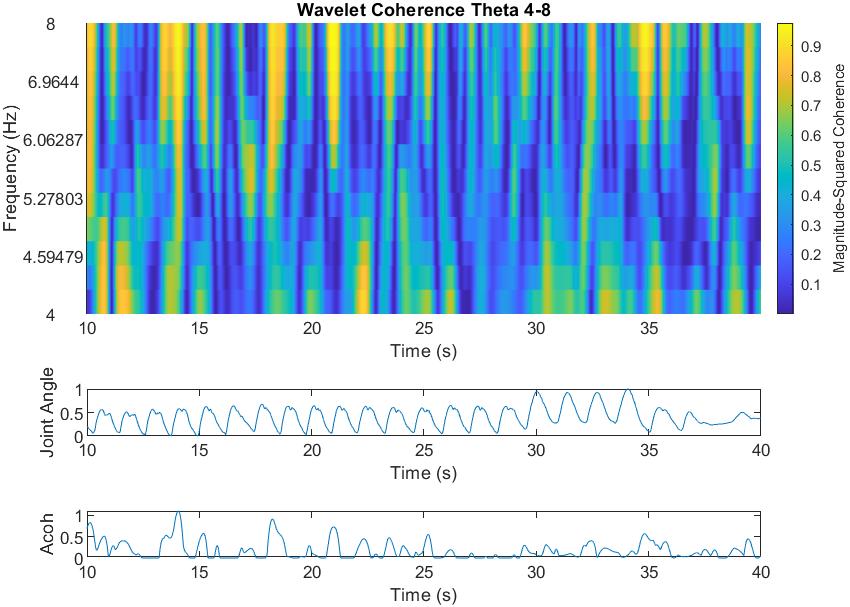 Wavelet Coherence Theta 4-8
Frequency (Hz)
8
6.9644
6.06287
5.27803
4.59479
4
10 15 20 25 30 35
Time (s)
0.9
0.8
0.7
0.6
0.5
0.4
0.3
0.2
0.1
Magnitude-Squared Coherence
Joint Angle
1
0.5
0
10 15 20 25 30 35 40
Time (s)
Acoh
1
0.5
0
10 15 20 25 30 35 40
Time (s)